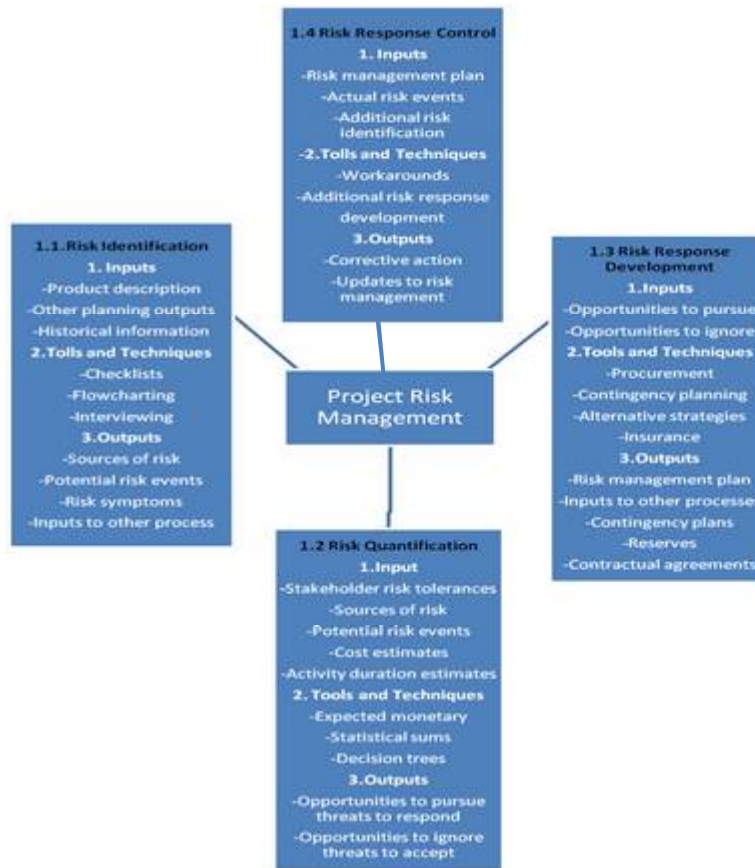 1.4 Risk Response Control
1. Inputs
-Risk management plan
-Actual risk events
-Additional risk
identification
-2.Tolls and Techniques
-Workarounds
-Additional risk response
development
3.Outputs
-Corrective action
-Updates to risk
management
1.1.Risk Identification
1. Inputs
-Product description
-Other planning outputs
-Historical information
2.Tolls and Techniques
-Checklists
-Flowcharting
-Interviewing
3.Outputs
-Sources of risk
-Potential risk events
-Risk symptoms
-Inputs to other process
Project Risk
Management
1.3 Risk Response
Development
1.Inputs
-Opportunities to pursue
-Opportunities to ignore
2.Tools and Techniques
-Procurement
-Contingency planning
-Alternative strategies
-Insurance
3.Outputs
-Risk management plan
-Inputs to other processe
-Contingency plans
-Reserves
-Contractual agreements
1.2 Risk Quantification
1.Input
-Stakeholder risk tolerances
-Sources of risk
-Potential risk events
-Cost estimates
-Activity duration estimates
2. Tools and Techniques
-Expected monetary
-Statistical sums
-Decision trees
3.Outputs
-Opportunities to pursue
threats to respond
-Opportunities to ignore
threats to accept